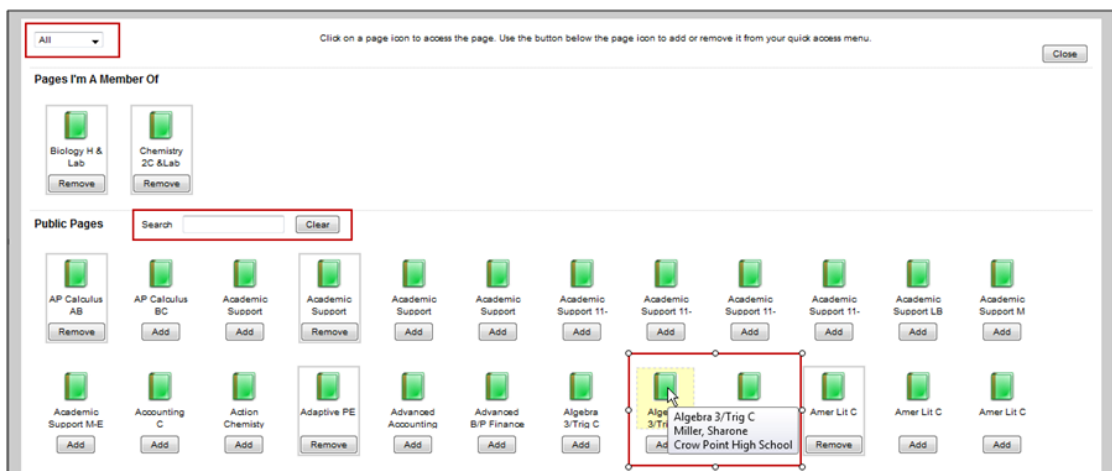 All
Click on a page icon to access the page. Use the button below the page icon to add or remove it from your quick access menu.
Close
Pages I'm A Member Of
Biology H &
Lab
Remove
Chemistry
2C &Lab
Remove
Public Pages
Search
Clear
AP Calculus
AB
Remove
AP Calculus
BC
Add
Academic
Support
Add
Academic
Support
Remove
Academic
Support
Add
Academic
Support
Add
Academic
Support 11-
Add
Academic
Support 11-
Add
Academic
Support 11-
Add
Academic
Support 11-
Add
Academic
Support LB
Add
Academic
Support M
Add
Academic
Support M-E
Add
Accounting
C
Add
Action
Chemisty
Add
Adaptive PE
Remove
Advanced
Accounting
Add
Advanced
B/P Finance
Add
Algebra
3/Trig C
Add
Algebra 3/Trig C
Miller, Sharone
Crow Point High School
Amer Lit C
Remove
Amer Lit C
Add
Amer Lit C
Add